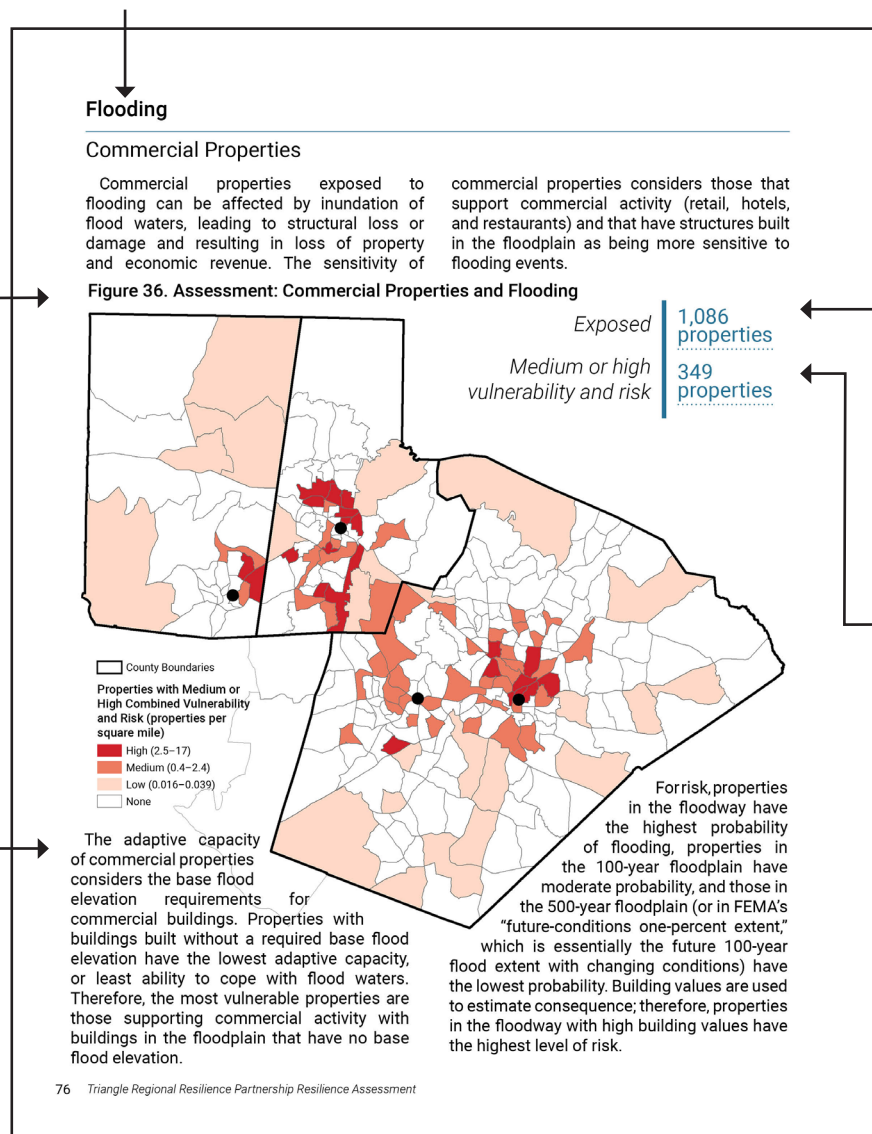 Flooding
Commercial Properties
Commercial properties exposed to
flooding can be affected by inundation of
flood waters, leading to structural loss or
damage and resulting in loss of property
and economic revenue. The sensitivity of
commercial properties considers those that
support commercial activity (retail, hotels,
and restaurants) and that have structures built
in the floodplain as being more sensitive to
flooding events.
Figure 36. Assessment: Commercial Properties and Flooding
Exposed
1,086
properties
Medium or high
vulnerability and risk
349
properties
County Boundaries
Properties with Medium or
High Combined Vulnerability
and Risk (properties per
square mile)
High (2.5–17)
Medium (0.4–2.4)
Low (0.016–0.039)
None
The adaptive capacity
of commercial properties
considers the base flood
elevation requirements for
commercial buildings. Properties with
buildings built without a required base flood
elevation have the lowest adaptive capacity,
or least ability to cope with flood waters.
Therefore, the most vulnerable properties are
those supporting commercial activity with
buildings in the floodplain that have no base
flood elevation.
For risk, properties
in the floodway have
the highest probability
of flooding, properties in
the 100-year floodplain have
moderate probability, and those in
the 500-year floodplain (or in FEMA's
"future-conditions one-percent extent,"
which is essentially the future 100-year
flood extent with changing conditions) have
the lowest probability. Building values are used
to estimate consequence; therefore, properties
in the floodway with high building values have
the highest level of risk.
76 Triangle Regional Resilience Partnership Resilience Assessment